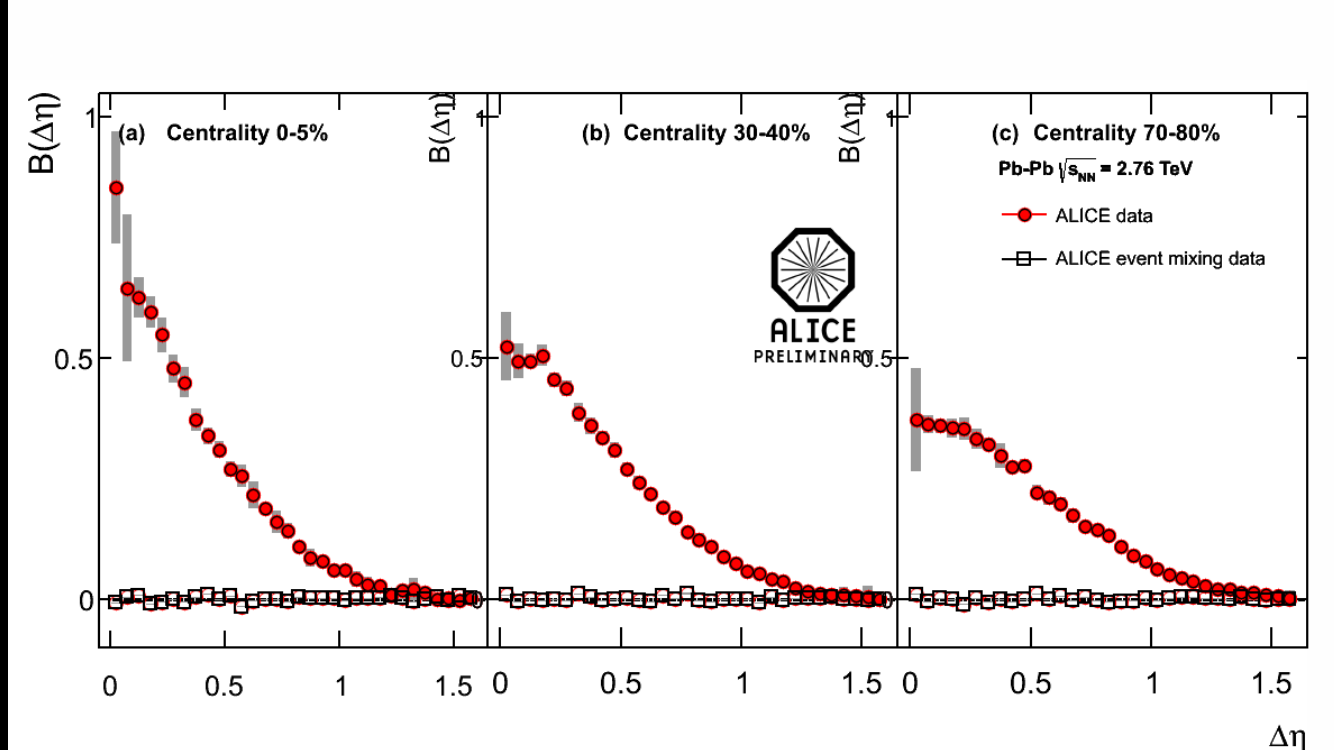 B(Δη)
(a) Centrality 0-5%
1
0.5
0
0
0.5
1
1.5
B(Δη)
(b) Centrality 30-40%
1
0.5
0
ALICE
PRELIMINARY
0
0.5
1
1.5
B(Δη)
(c) Centrality 70-80%
Pb-Pb √sNN = 2.76 TeV
ALICE data
ALICE event mixing data
1
0.5
0
0
0.5
1
1.5
Δη